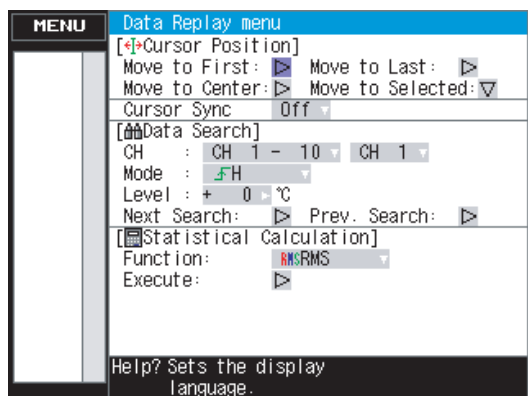 MENU
Data Replay menu
[Cursor Position]
Move to First: Move to Last:
Move to Center: Move to Selected:
Cursor Sync Off
[Data Search]
CH : CH 1 - 10 CH 1
Mode : H
Level : + 0 ℃
Next Search: Prev. Search:
[Statistical Calculation]
Function: RMS RMS
Execute:
Help? Sets the display
language.